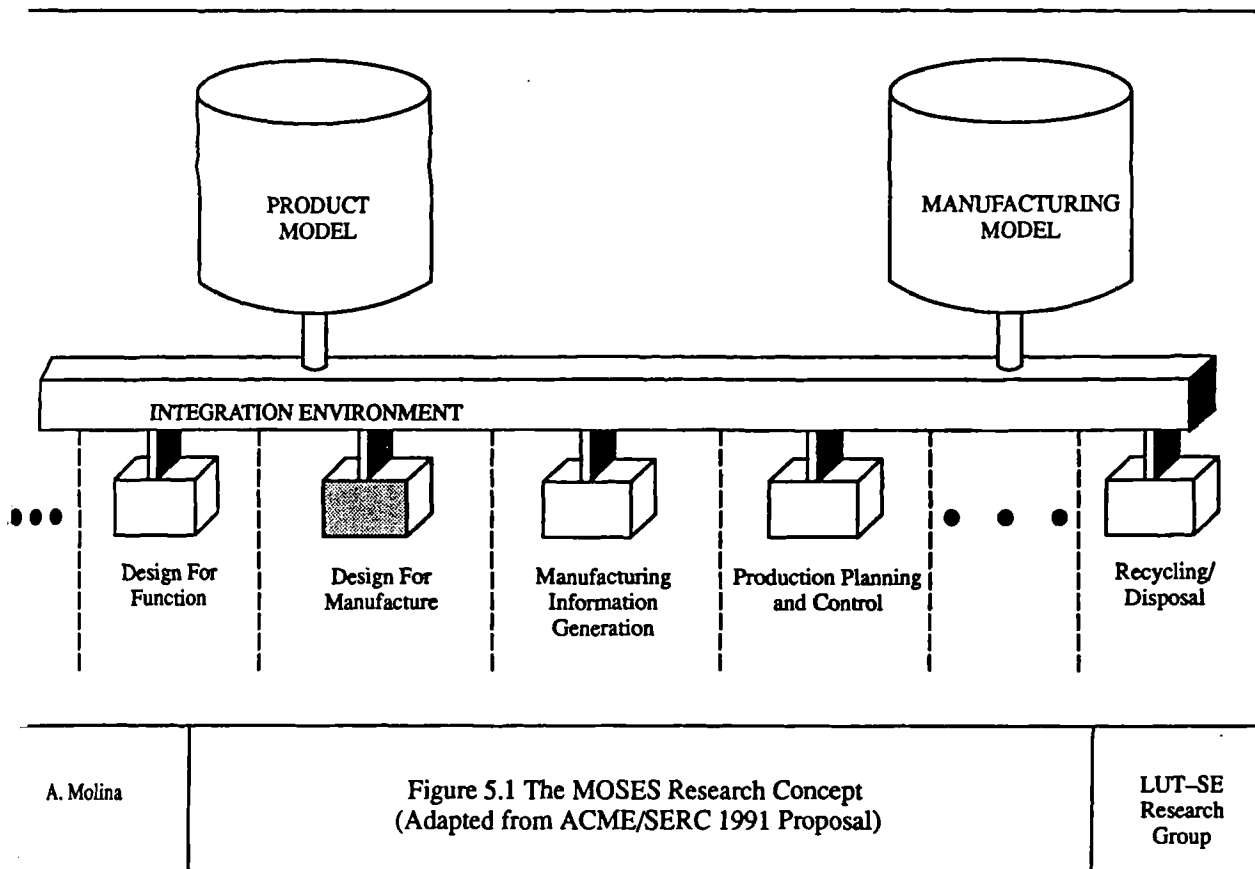 PRODUCT
MODEL
MANUFACTURING
MODEL
INTEGRATION ENVIRONMENT
Design For
Function
Design For
Manufacture
Manufacturing
Information
Generation
Production Planning
and Control
Recycling/
Disposal
A. Molina
Figure 5.1 The MOSES Research Concept
(Adapted from ACME/SERC 1991 Proposal)
LUT–SE
Research
Group